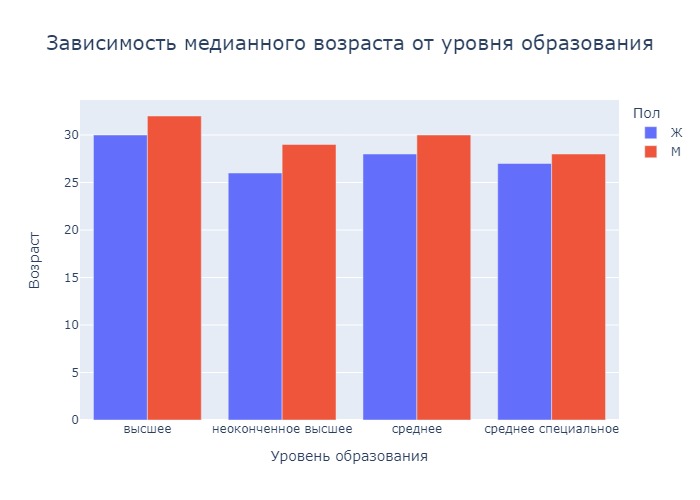 Зависимость медианного возраста от уровня образования
Пол
Ж
М
Возраст
30
25
20
15
10
5
0
высшее
неоконченное высшее
среднее
среднее специальное
Уровень образования